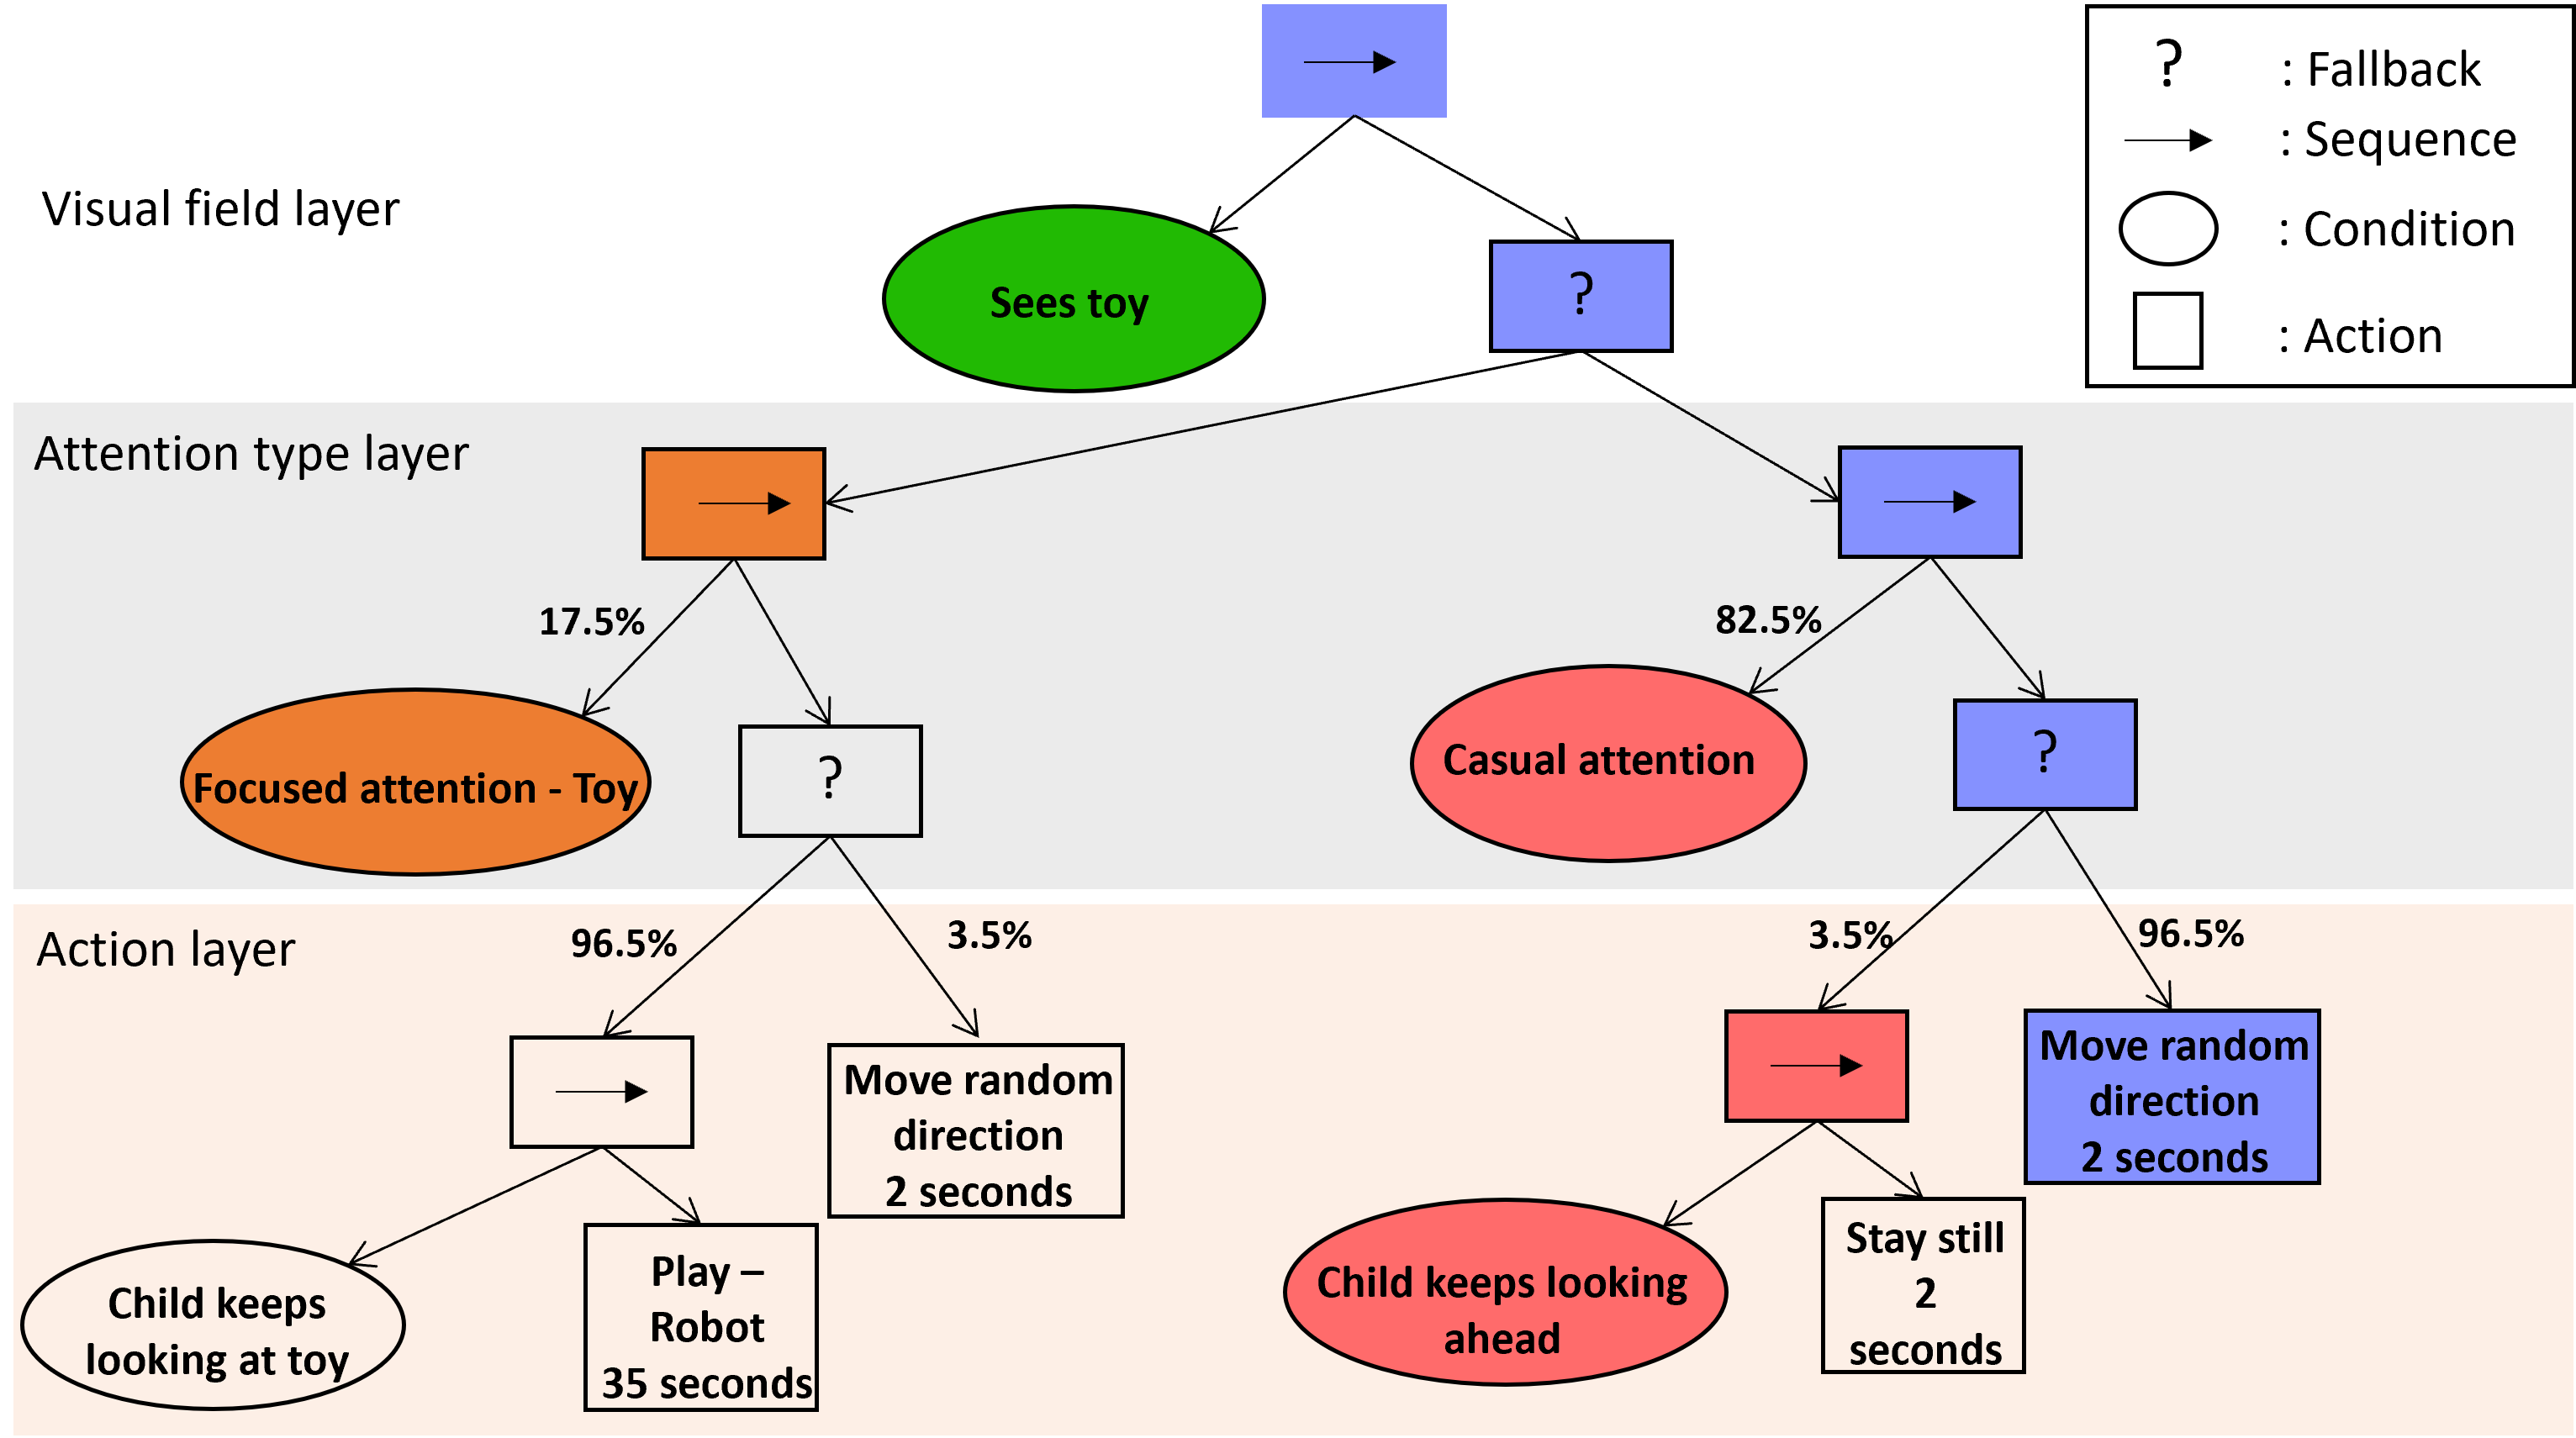 ? : Fallback
: Sequence
: Condition
: Action
Visual field layer
Sees toy
?
Attention type layer
17.5%
82.5%
Focused attention - Toy
?
Casual attention
?
Action layer
96.5%
3.5%
3.5%
96.5%
Move random
direction
2 seconds
Move random
direction
2 seconds
Child keeps
looking at toy
Play –
Robot
35 seconds
Child keeps looking
ahead
Stay still
2
seconds